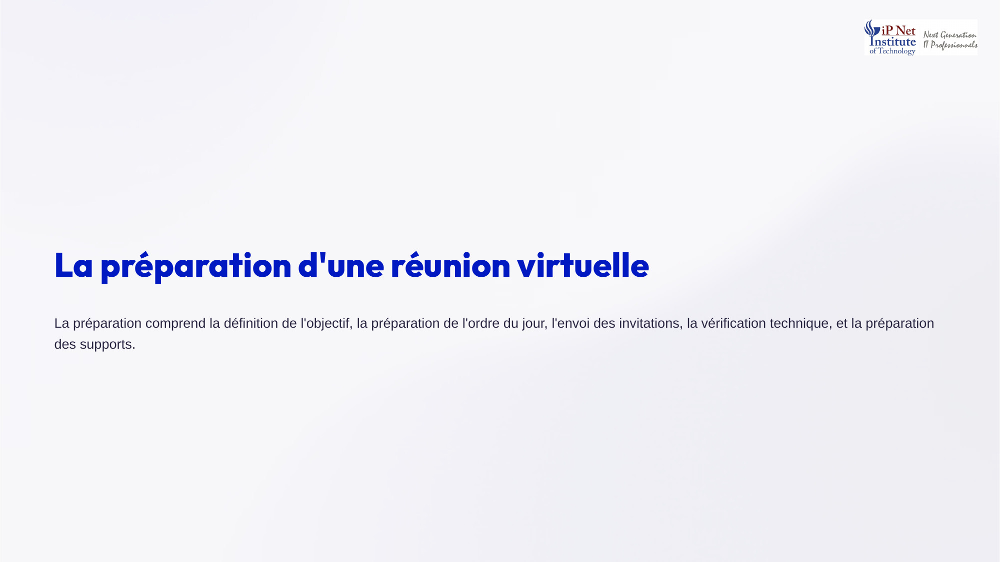 iP Net
Institute
of Technology
Next Generation
IT Professionnels
La préparation d'une réunion virtuelle
La préparation comprend la définition de l'objectif, la préparation de l'ordre du jour, l'envoi des invitations, la vérification technique, et la préparation
des supports.